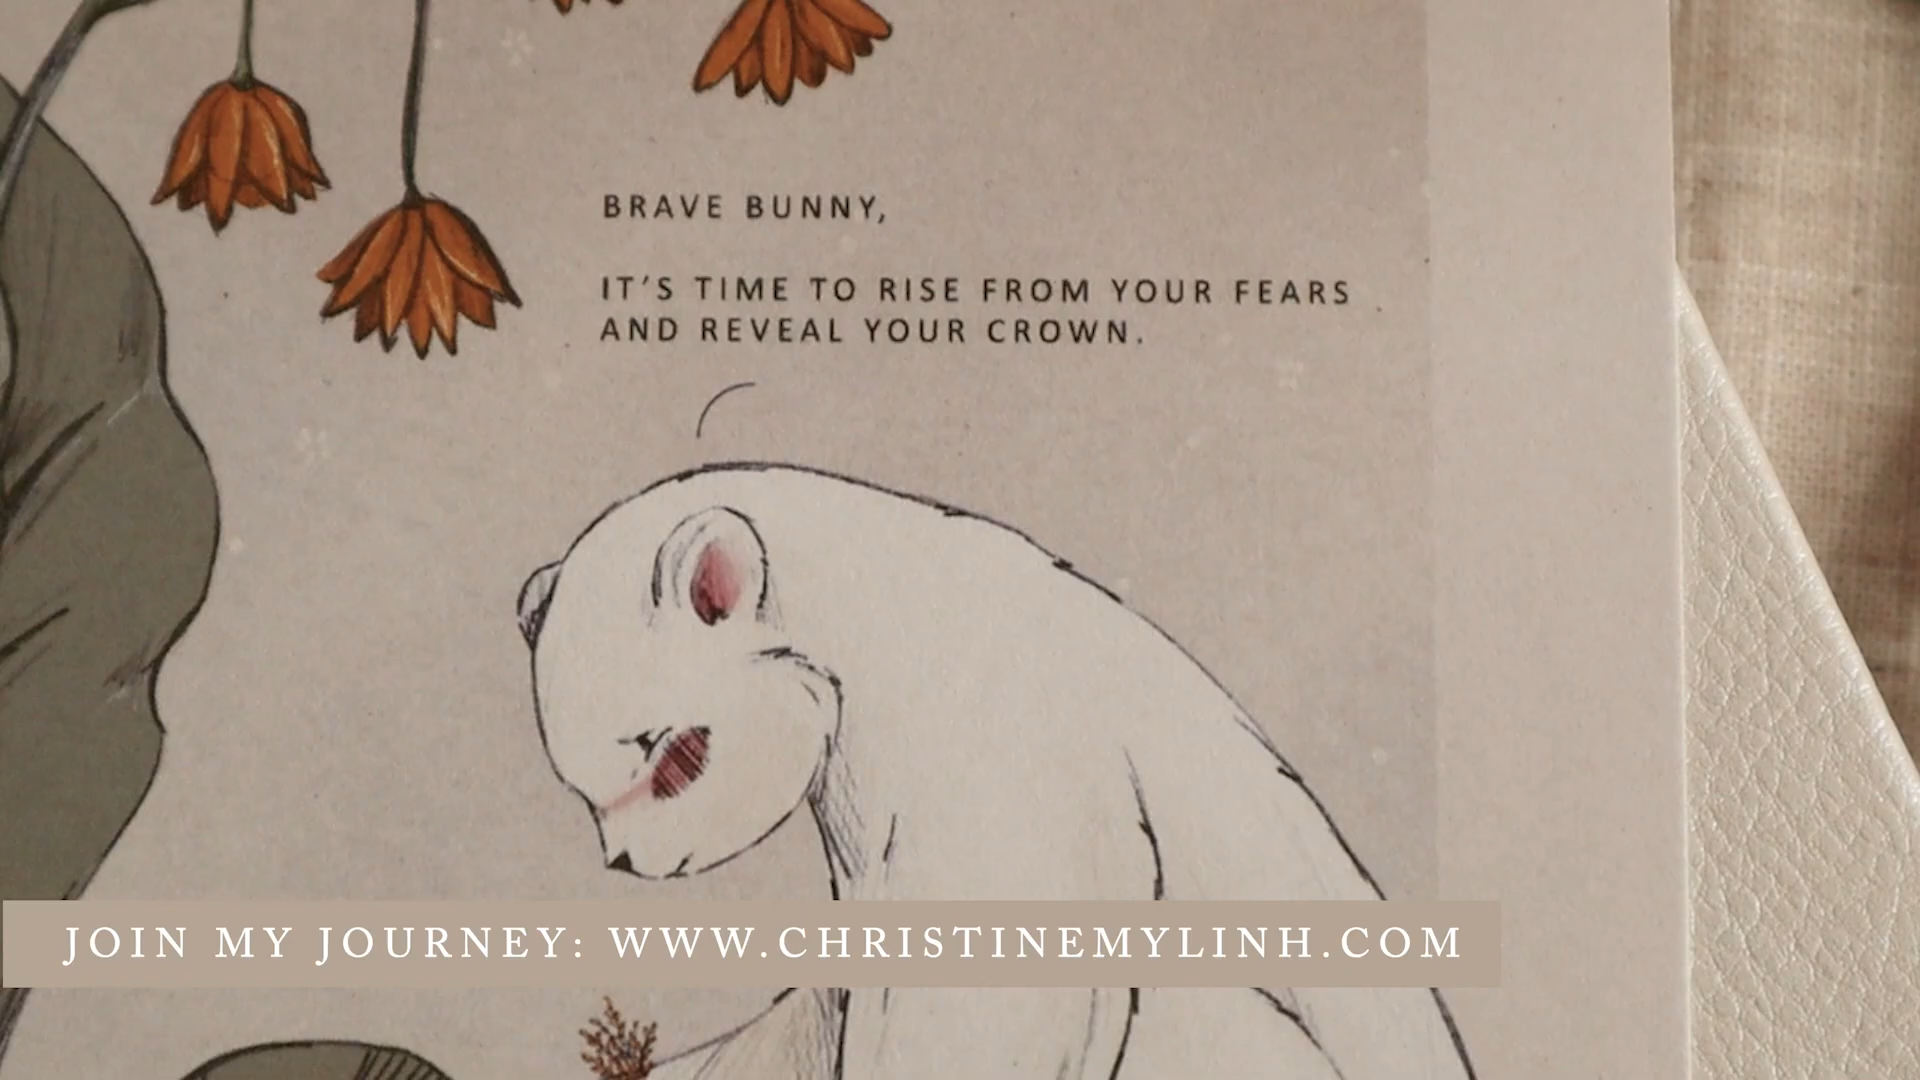 BRAVE BUNNY,
IT'S TIME TO RISE FROM YOUR FEARS
AND REVEAL YOUR CROWN.
JOIN MY JOURNEY: WWW.CHRISTINEMYLINH.COM